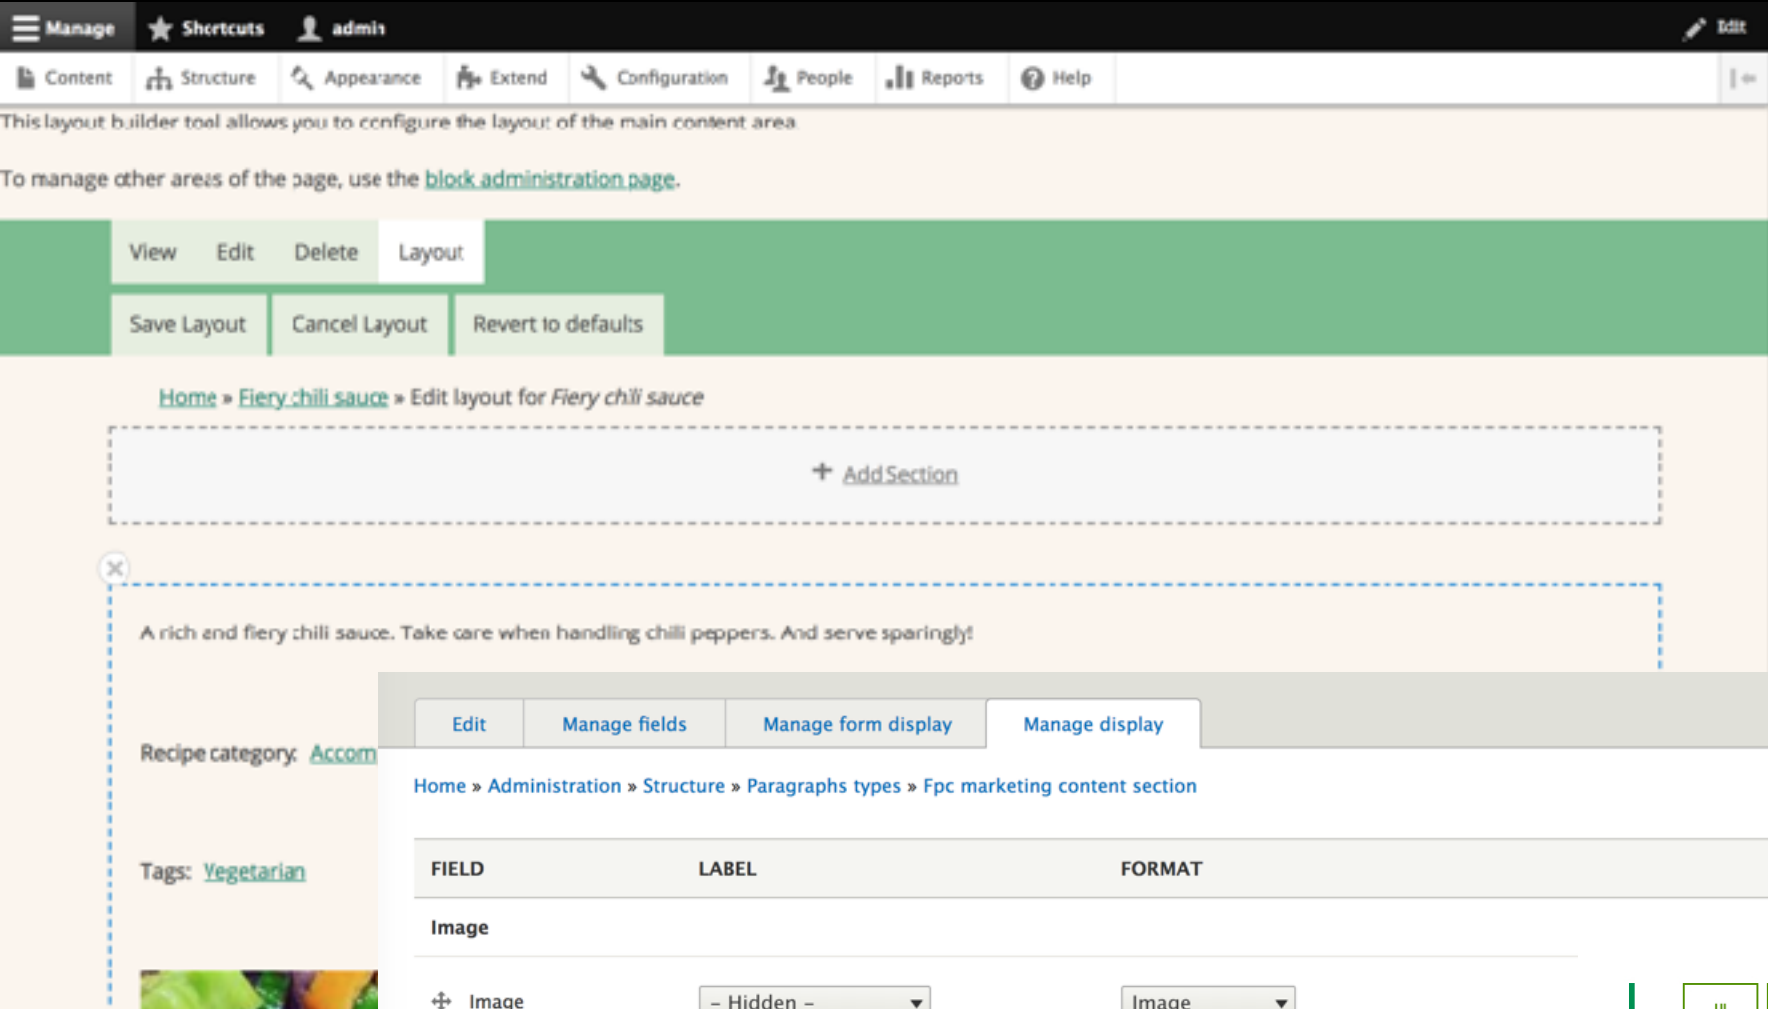 Manage Shortcuts admin Edit
Content Structure Appearance Extend Configuration People Reports Help
This layout builder tool allows you to configure the layout of the main content area
To manage other areas of the page, use the block administration page.
View Edit Delete Layout
Save Layout Cancel Layout Revert to defaults
Home » Fiery chili sauce » Edit layout for Fiery chili sauce
+ Add Section
A rich and fiery chili sauce. Take care when handling chili peppers. And serve sparingly!
Recipe category: Accom
Tags: Vegetarian
Edit Manage fields Manage form display Manage display
Home » Administration » Structure » Paragraphs types » Fpc marketing content section
FIELD LABEL FORMAT
Image
Image - Hidden - Image